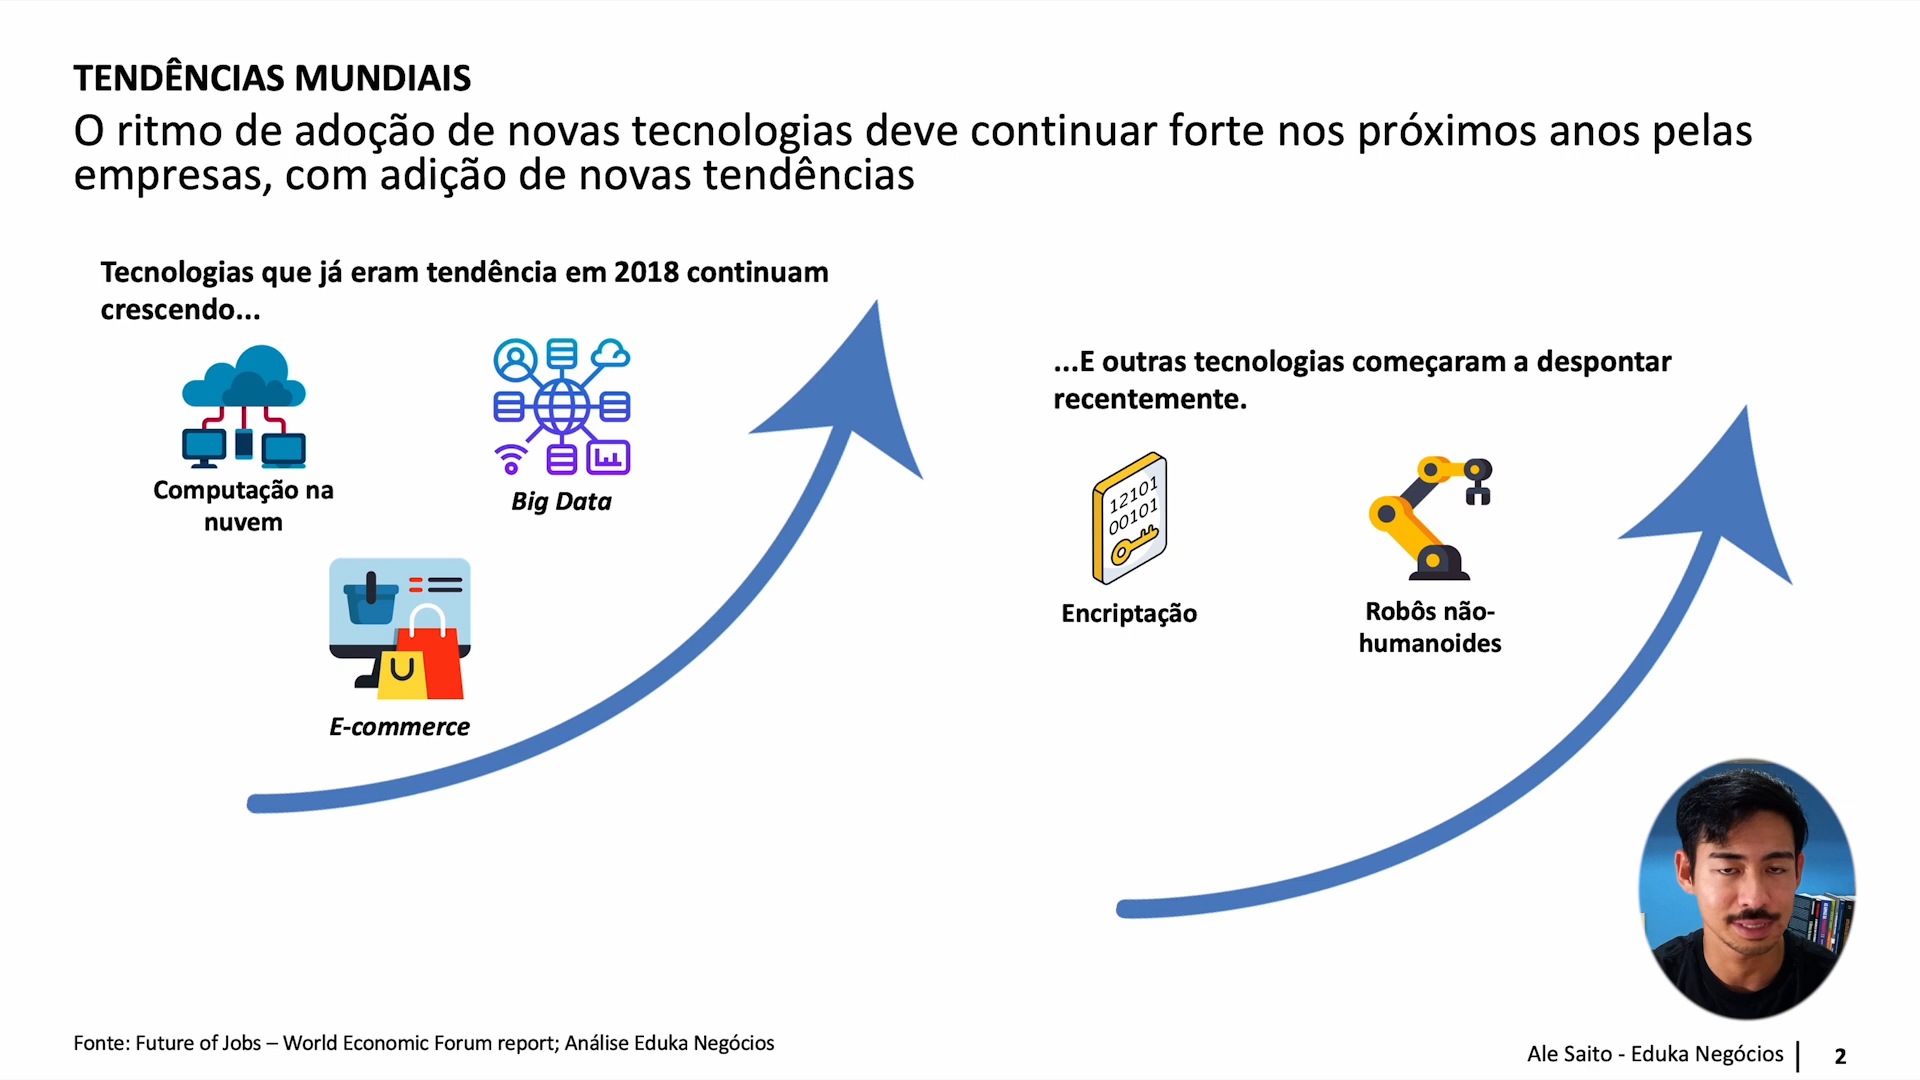 TENDÊNCIAS MUNDIAIS
O ritmo de adoção de novas tecnologias deve continuar forte nos próximos anos pelas
empresas, com adição de novas tendências
Tecnologias que já eram tendência em 2018 continuam
crescendo...
Computação na
nuvem
Big Data
E-commerce
...E outras tecnologias começaram a despontar
recentemente.
12101
00101
Encriptação
Robôs não-
humanoides
Fonte: Future of Jobs – World Economic Forum report; Análise Eduka Negócios
Ale Saito - Eduka Negócios
2